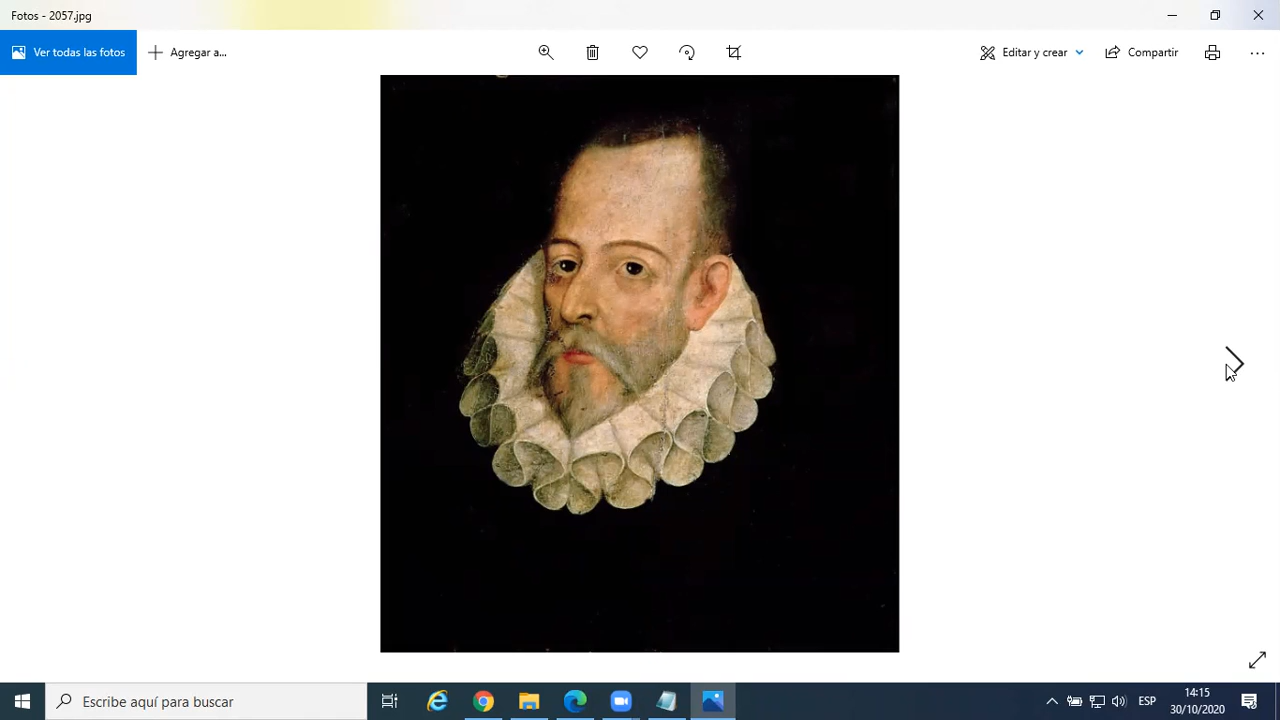 Fotos - 2057.jpg
Ver todas las fotos
Agregar a...
Editar y crear
Compartir
Escribe aquí para buscar
ESP
14:15
30/10/2020